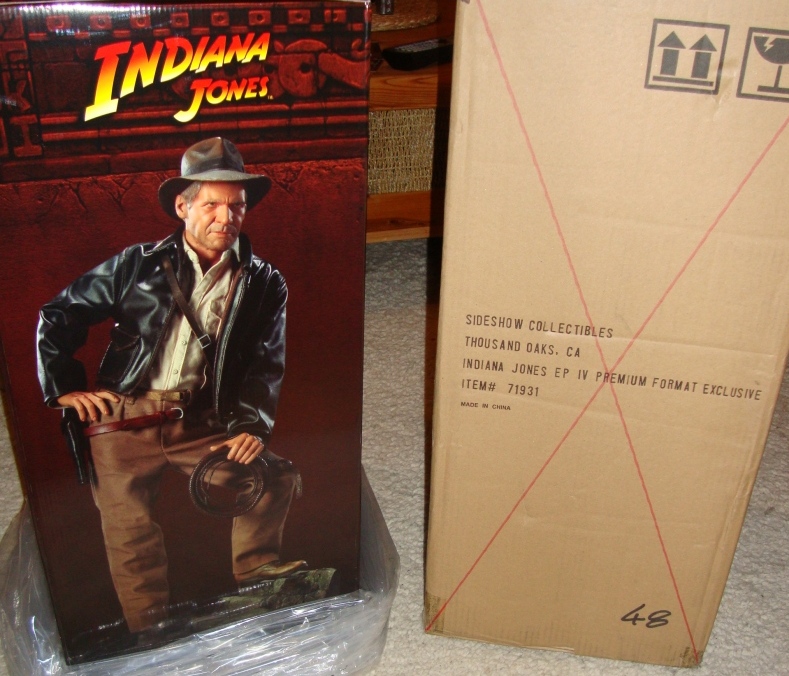 INDIANA
JONES
SIDESHOW COLLECTIBLES
THOUSAND OAKS, CA
INDIANA JONES EP IV PREMIUM FORMAT EXCLUSIVE
ITEM# 71931
MADE IN CHINA
48